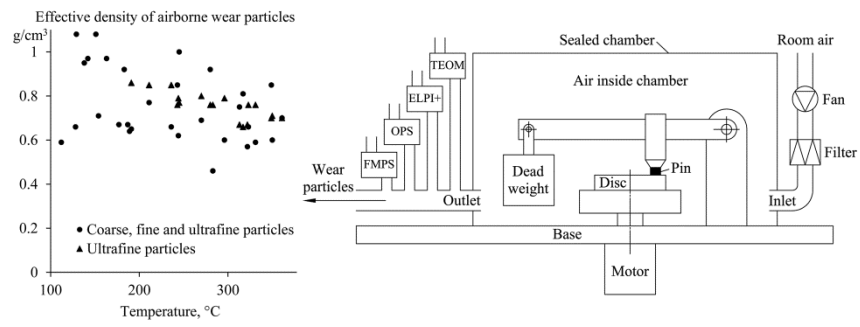 Effective density of airborne wear particles
g/cm³
1
0.8
0.6
0.4
0.2
0
100
200
300
Temperature, °C
Coarse, fine and ultrafine particles
Ultrafine particles
Sealed chamber
Room air
TEOM
Air inside chamber
ELPI+
Fan
OPS
Filter
FMPS
Wear
particles
Dead
weight
Pin
Disc
Outlet
Inlet
Base
Motor